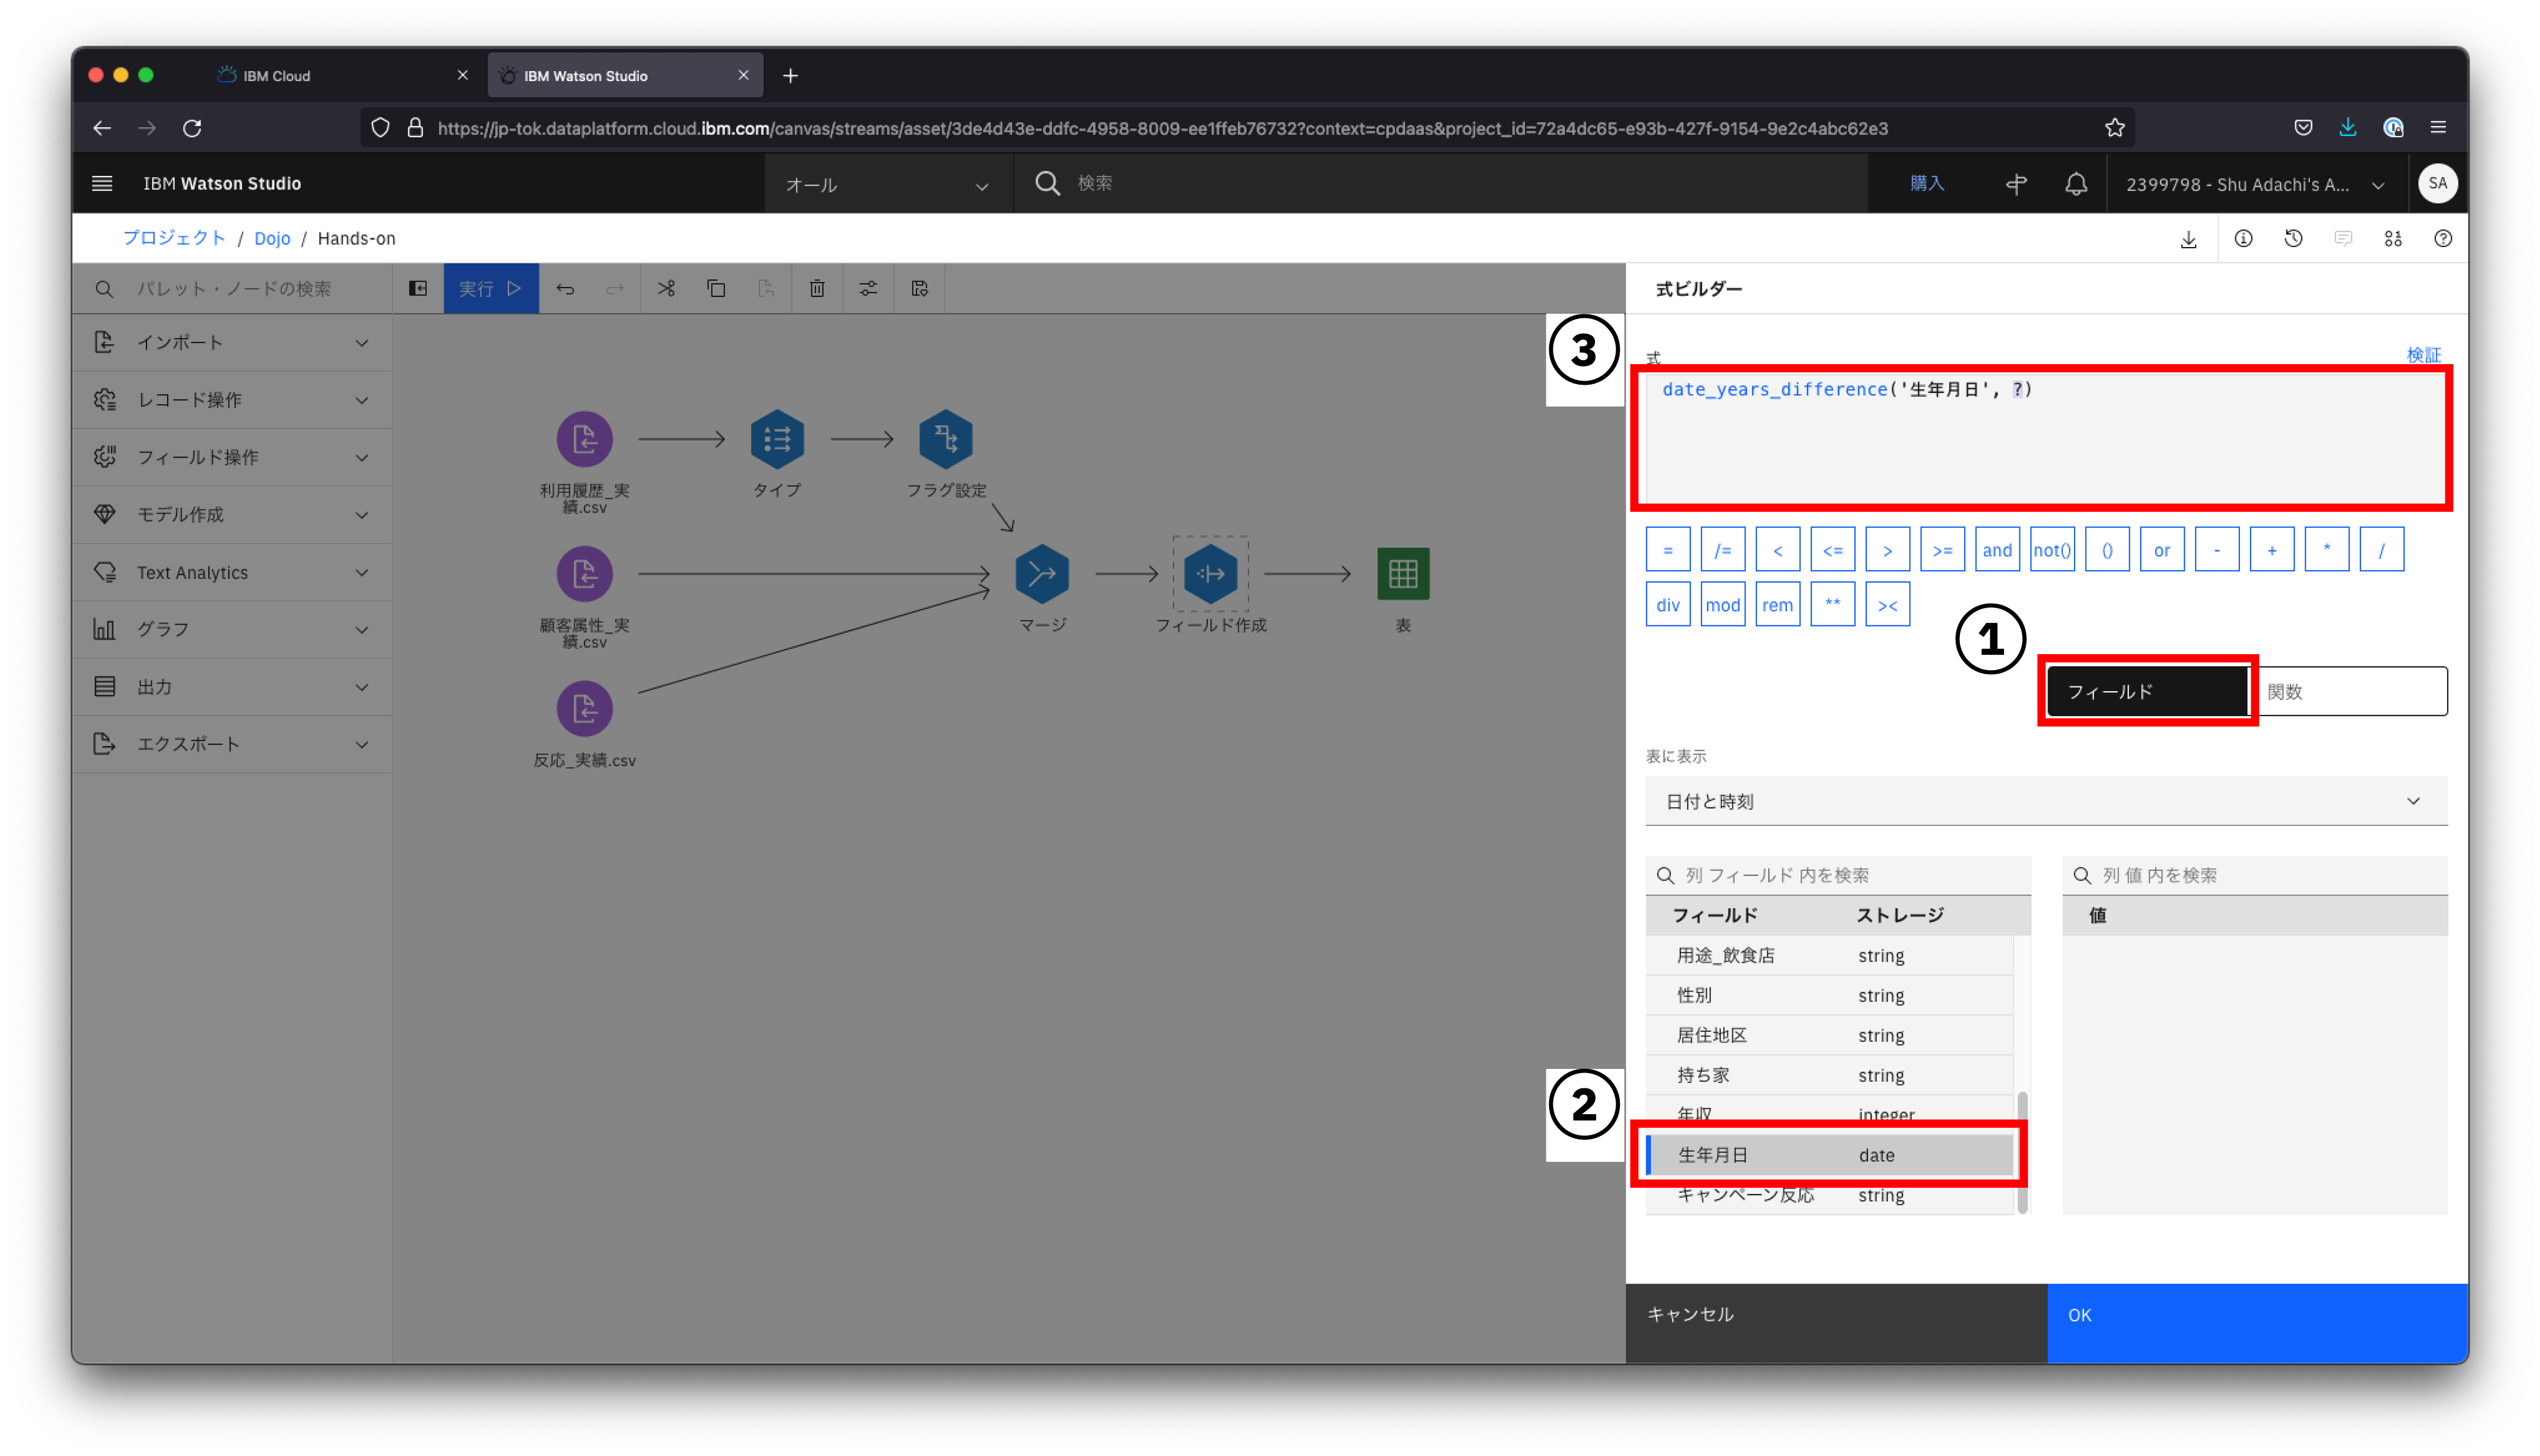 IBM Cloud
IBM Watson Studio
https://jp-tok.dataplatform.cloud.ibm.com/canvas/streams/asset/3de4d43e-ddfc-4958-8009-ee1ffeb76732?context=cpdaas&project_id=72a4dc65-e93b-427f-9154-9e2c4abc62e3
IBM Watson Studio
オール
検索
購入
2399798 - Shu Adachi's A...
SA
プロジェクト / Dojo / Hands-on
パレット・ノードの検索
実行
インポート
レコード操作
フィールド操作
モデル作成
Text Analytics
グラフ
出力
エクスポート
利用履歴_実
績.csv
タイプ
フラグ設定
顧客属性_実
績.csv
マージ
フィールド作成
表
反応_実績.csv
式ビルダー
3
式
検証
date_years_difference('生年月日', ?)
= /= < <= > >= and not() () or - + * /
div mod rem ** ><
1
フィールド
関数
表に表示
日付と時刻
列 フィールド 内を検索
フィールド ストレージ
用途_飲食店 string
性別 string
居住地区 string
持ち家 string
年収 integer
2
生年月日 date
キャンペーン反応 string
列 値 内を検索
値
キャンセル
OK